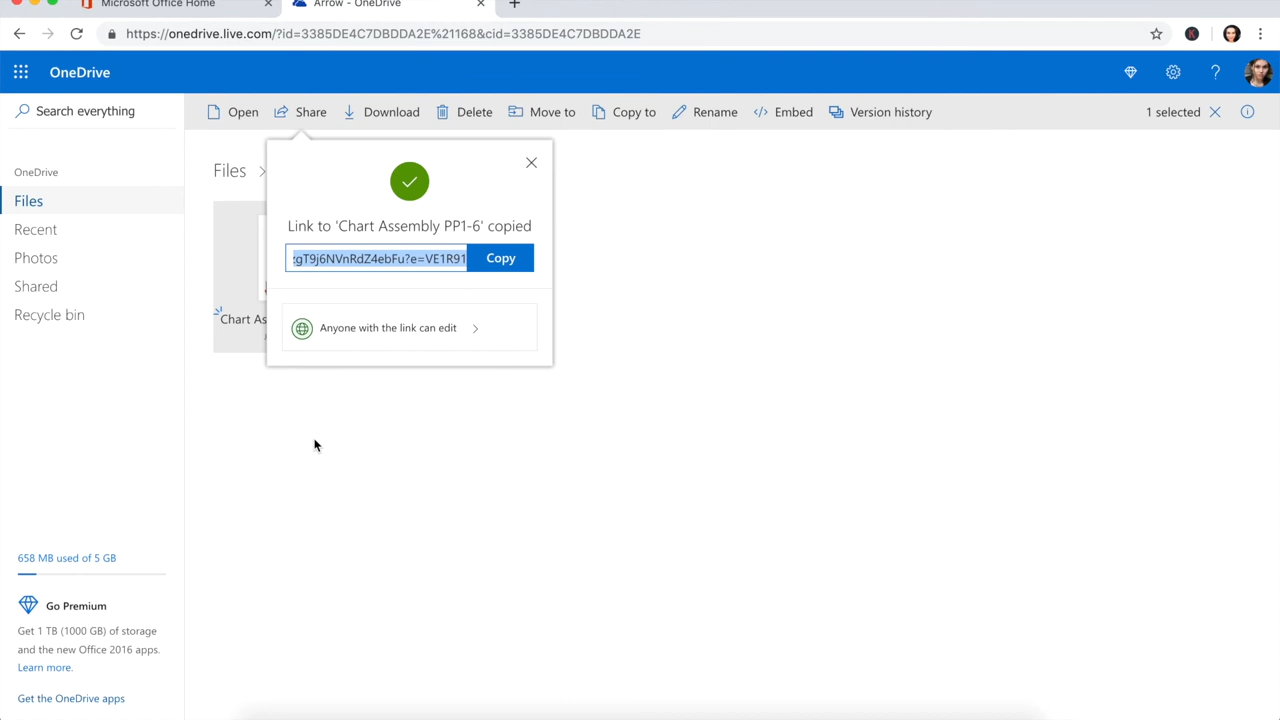 Microsoft Office Home
Arrow - OneDrive
https://onedrive.live.com/?id=3385DE4C7DBDDA2E%21168&cid=3385DE4C7DBDDA2E
K
OneDrive
?
Search everything
Open
Share
Download
Delete
Move to
Copy to
Rename
Embed
Version history
1 selected
OneDrive
Files
Recent
Photos
Shared
Recycle bin
Files
Link to 'Chart Assembly PP1-6' copied
zgT9j6NVnRdZ4ebFu?e=VE1R91
Copy
Chart As
Anyone with the link can edit
658 MB used of 5 GB
Go Premium
Get 1 TB (1000 GB) of storage
and the new Office 2016 apps.
Learn more.
Get the OneDrive apps